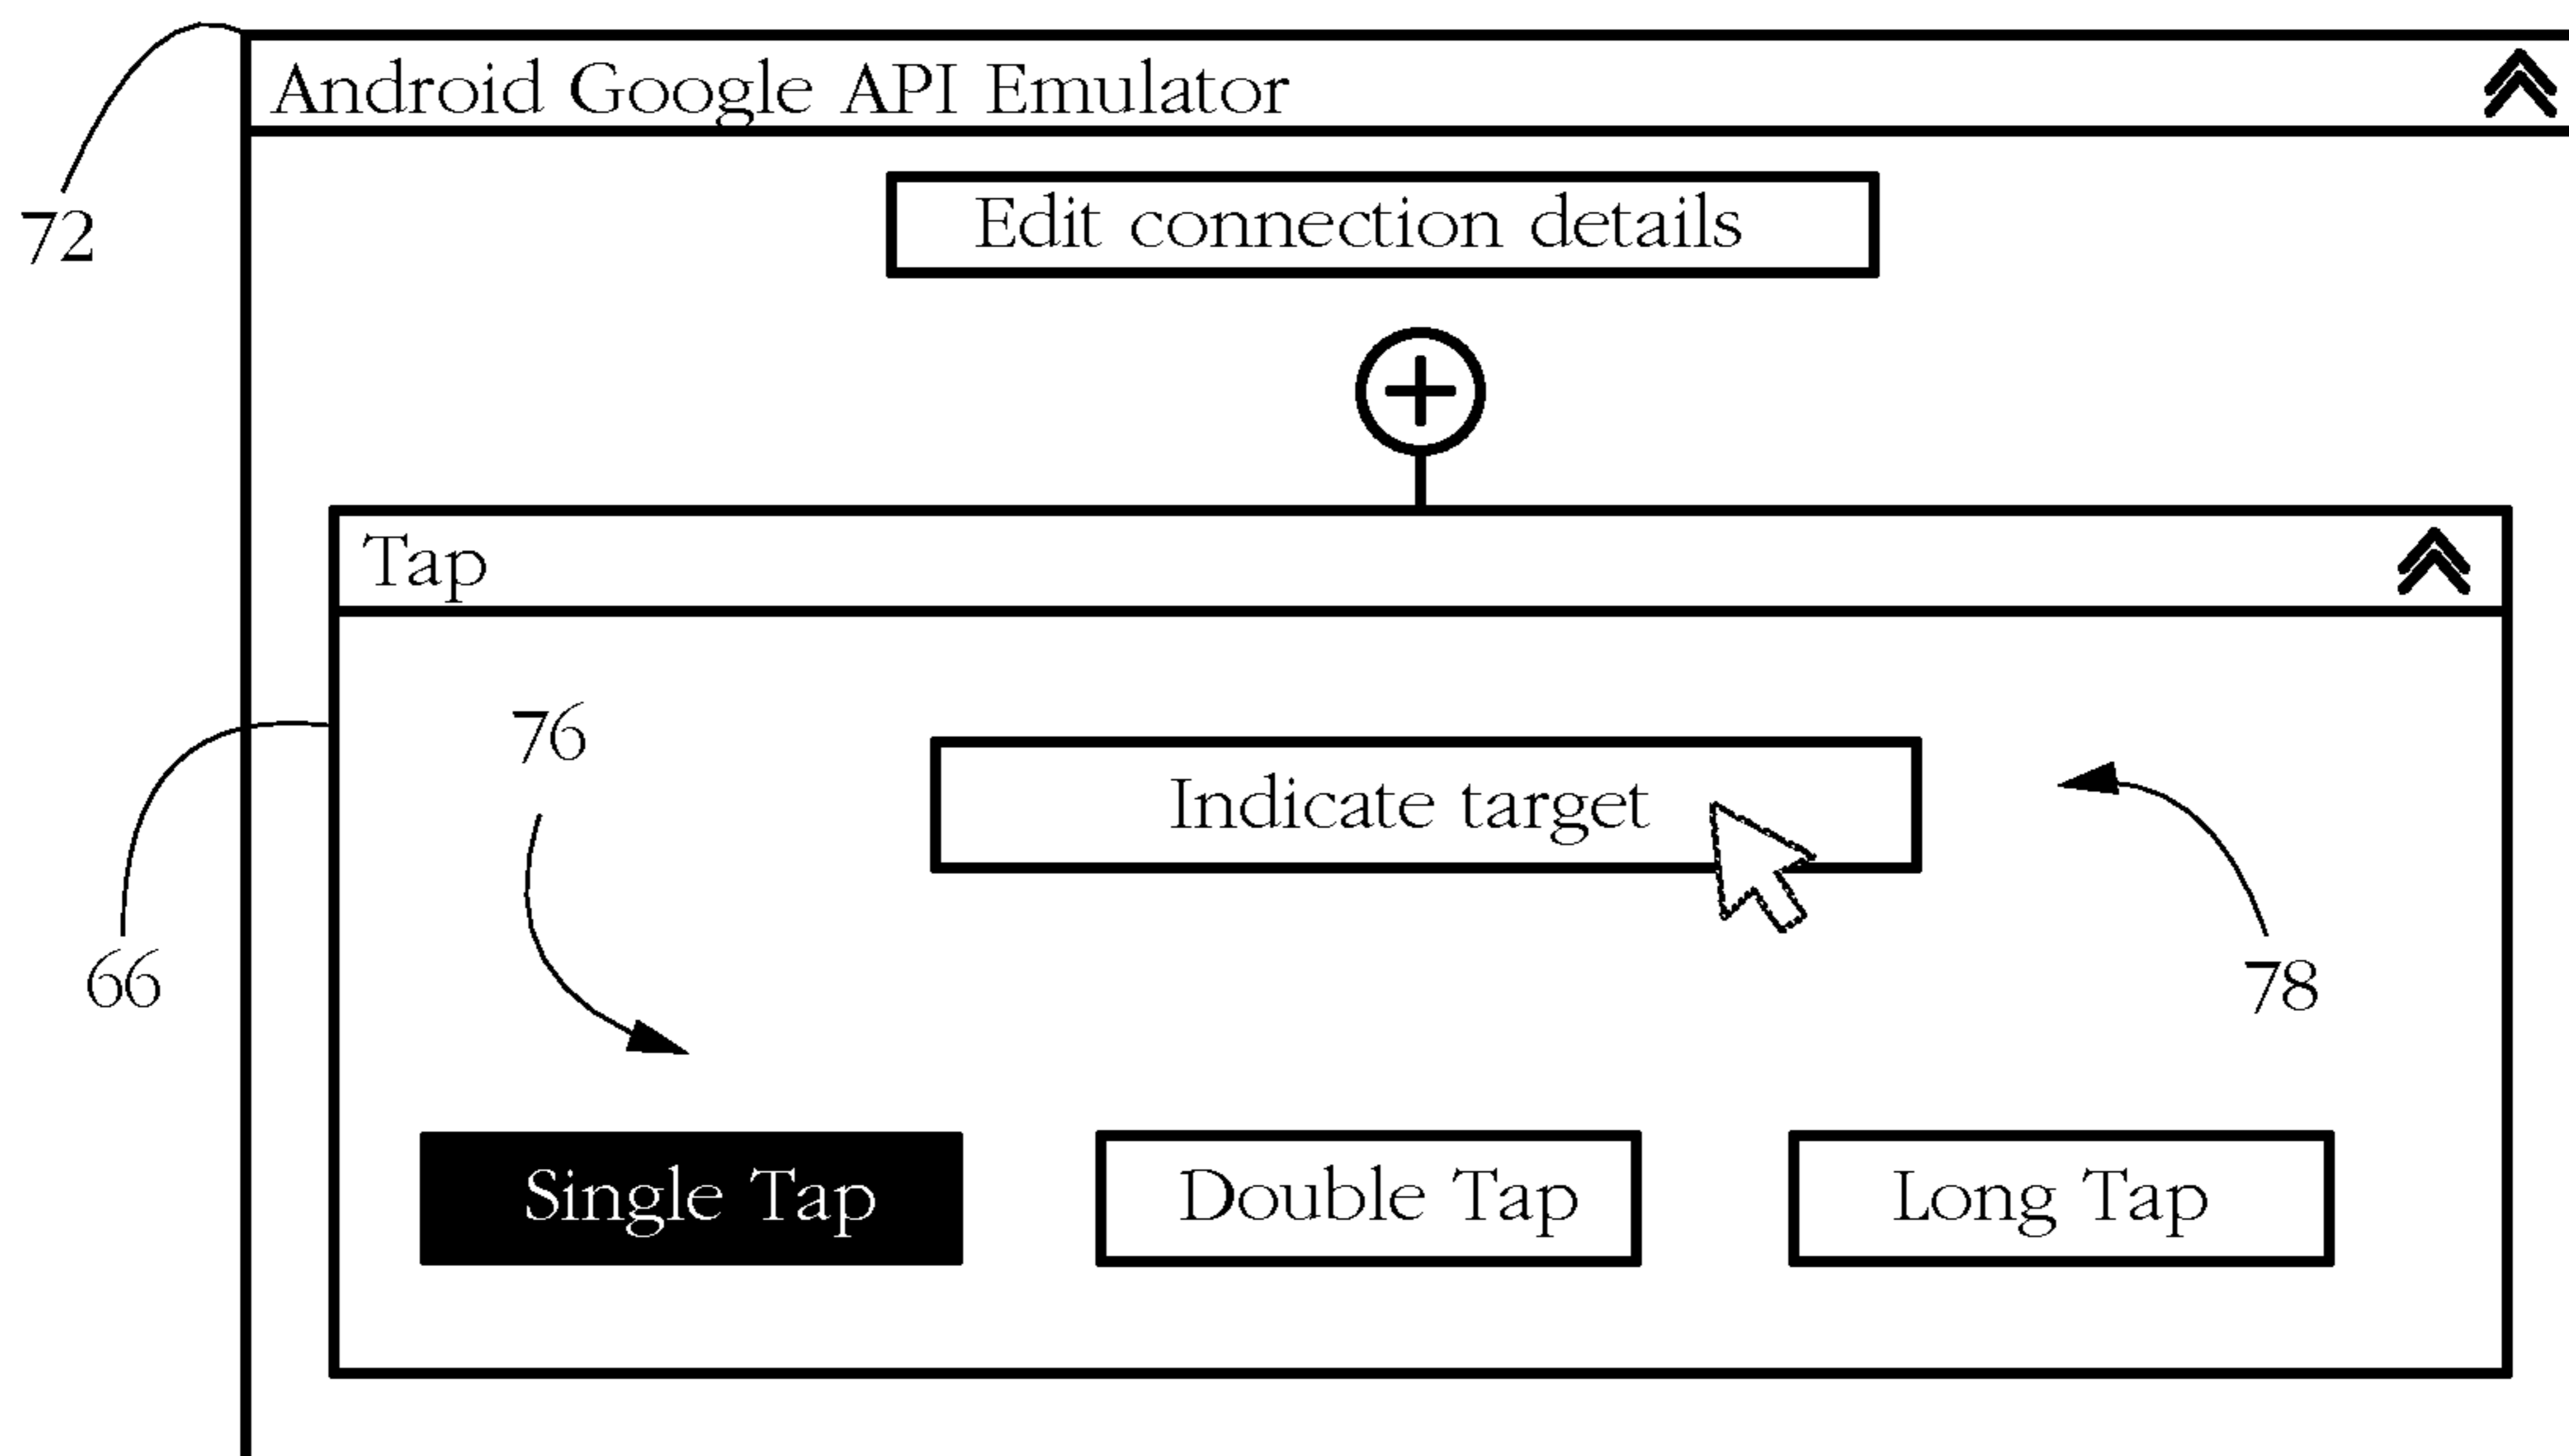 Android Google API Emulator
72
Edit connection details
Tap
76
Indicate target
66
78
Single Tap Double Tap Long Tap